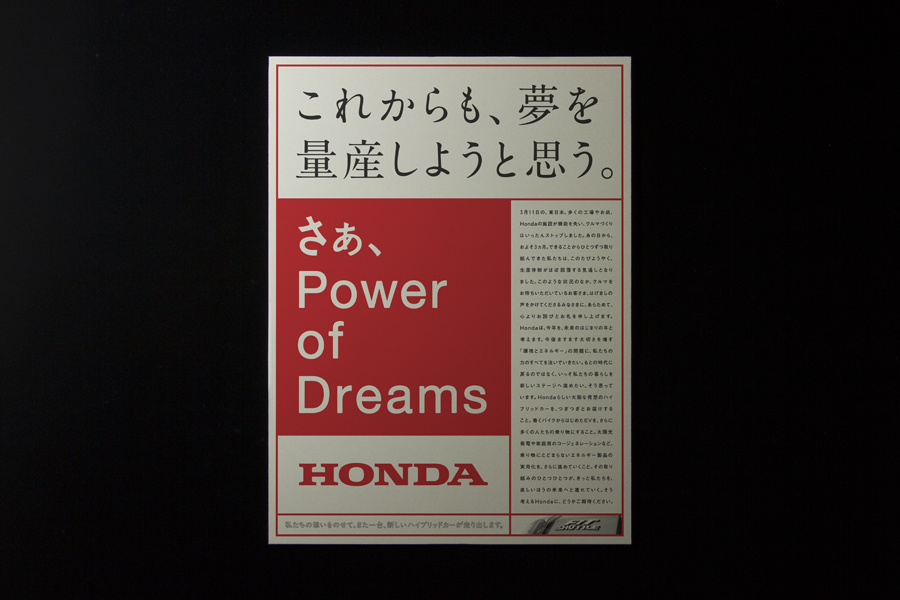 これからも、夢を
量産しようと思う。
さぁ、
Power
of
Dreams
HONDA
3月11日の、東日本。多くの工場やお店、
Hondaの施設が機能を失い、クルマづくり
はいったんストップしました。あの日から、
およそ3ヵ月。できることからひとつずつ取り
組んできた私たちは、このたびようやく、
生産体制がほぼ回復する見通しとなり
ました。このような状況のなか、クルマを
お待ちいただいているお客さま、はげましの
声をかけてくださるみなさまに、あらためて、
心よりお詫びとお礼を申し上げます。
Hondaは、今年を、未来のはじまりの年と
考えます。今後ますます大切さを増す
「環境とエネルギー」の問題に、私たちの
力のすべてを注いでいきたい。もとの時代に
戻るのではなく、いっそ私たちの暮らしを
新しいステージへ進めたい。そう思って
います。Hondaらしい大胆な発想のハイ
ブリッドカーを、つぎつぎとお届けする
こと。働くバイクからはじめたEVを、さらに
多くの人たちの乗り物にすること。太陽光
発電や家庭用のコージェネレーションなど、
乗り物にとどまらないエネルギー製品の
実用化を、さらに進めていくこと。その取り
組みのひとつひとつが、きっと私たちを、
楽しいほうの未来へと連れていく。そう
考えるHondaに、どうかご期待ください。
私たちの想いをのせて。また一台、新しいハイブリッドカーが走り出します。
FIT
SHUTTLE